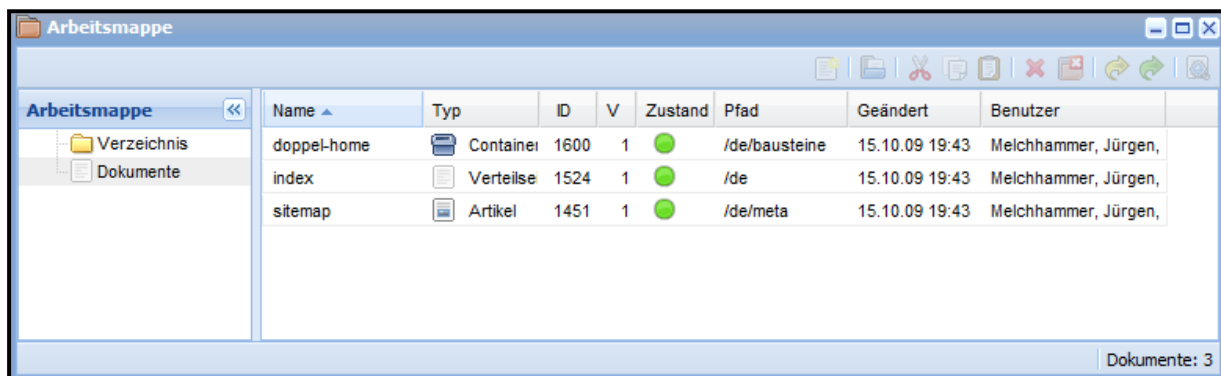 Arbeitsmappe
Arbeitsmappe Name Typ ID V Zustand Pfad Geändert Benutzer
Verzeichnis doppel-home Container 1600 1 /de/bausteine 15.10.09 19:43 Melchhammer, Jürgen,
Dokumente index Verteilse 1524 1 /de 15.10.09 19:43 Melchhammer, Jürgen,
sitemap Artikel 1451 1 /de/meta 15.10.09 19:43 Melchhammer, Jürgen,
Dokumente: 3